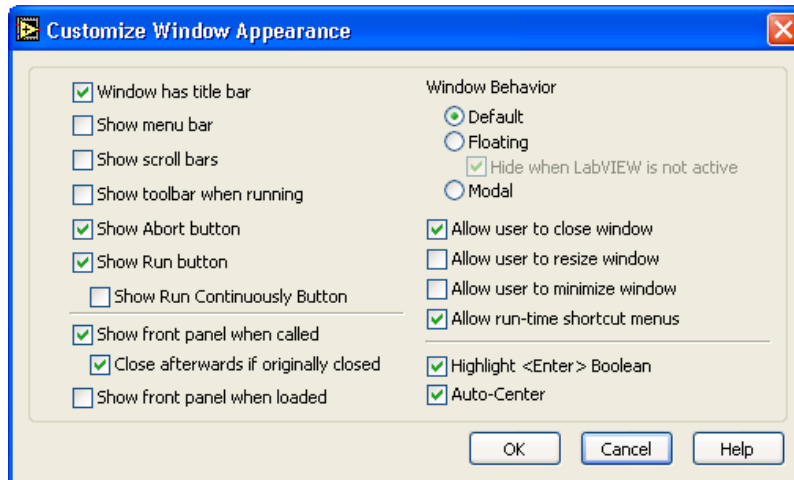 Customize Window Appearance
Window has title bar
Show menu bar
Show scroll bars
Show toolbar when running
Show Abort button
Show Run button
Show Run Continuously Button
Show front panel when called
Close afterwards if originally closed
Show front panel when loaded
Window Behavior
Default
Floating
Hide when LabVIEW is not active
Modal
Allow user to close window
Allow user to resize window
Allow user to minimize window
Allow run-time shortcut menus
Highlight <Enter> Boolean
Auto-Center
OK
Cancel
Help